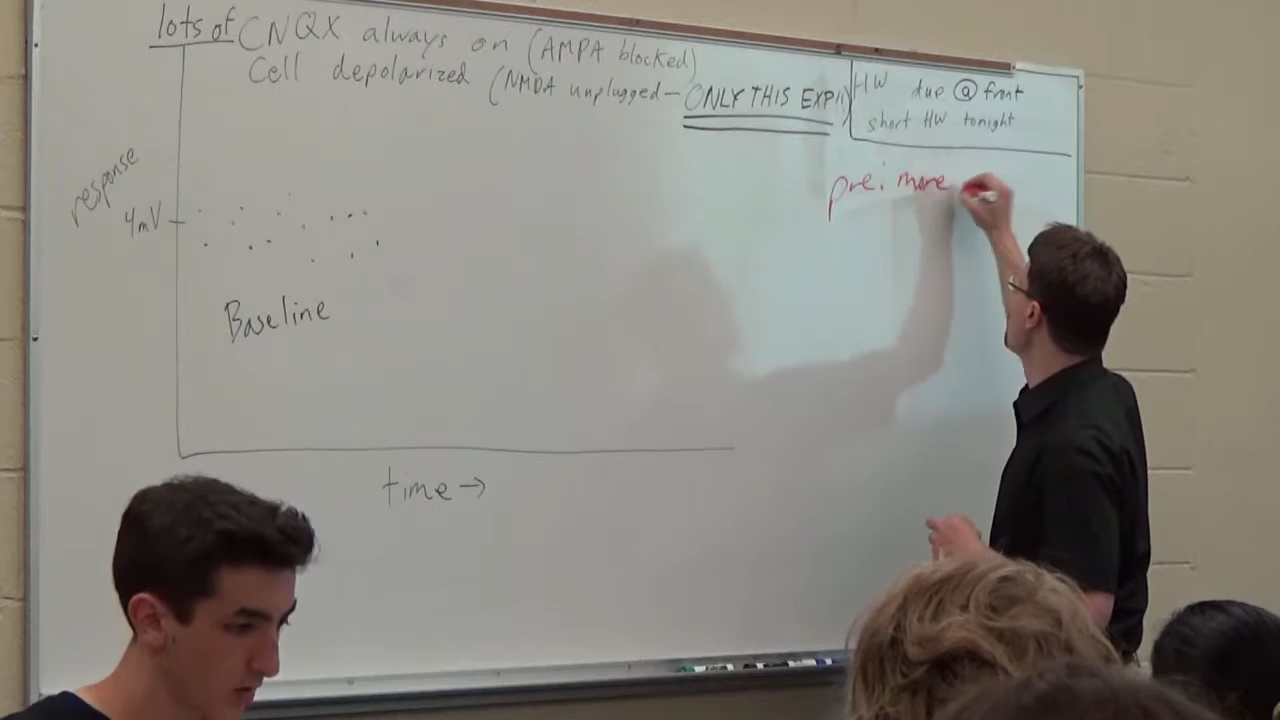 lots of CNQX always on (AMPA blocked)
Cell depolarized (NMDA unplugged - ONLY THIS EXP!!)
HW due @ front
short HW tonight
pre: more
response
4mV
Baseline
time →